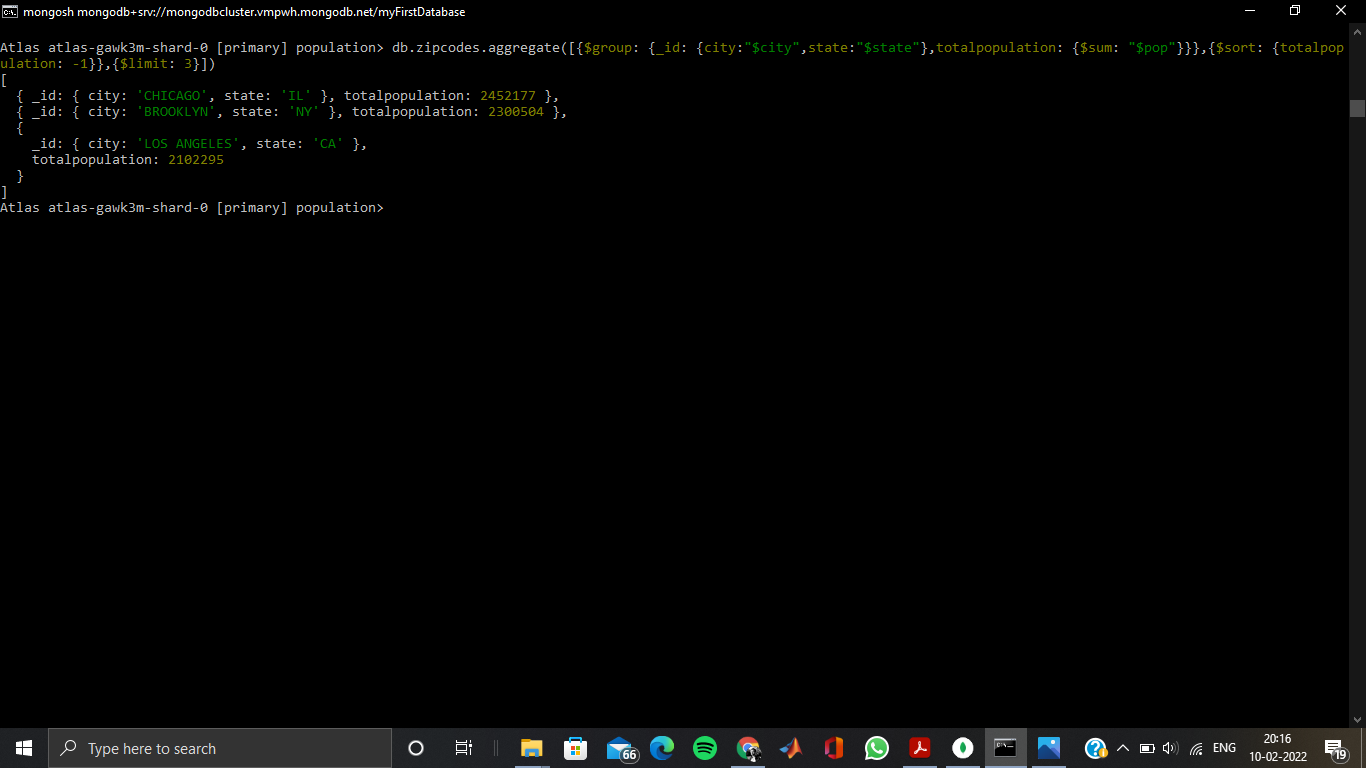 mongosh mongodb+srv://mongodbcluster.vmpwh.mongodb.net/myFirstDatabase
Atlas atlas-gawk3m-shard-0 [primary] population> db.zipcodes.aggregate([{$group: {_id: {city:"$city",state:"$state"},totalpopulation: {$sum: "$pop"}}},{$sort: {totalpop
ulation: -1}},{$limit: 3}])
[
  { _id: { city: 'CHICAGO', state: 'IL' }, totalpopulation: 2452177 },
  { _id: { city: 'BROOKLYN', state: 'NY' }, totalpopulation: 2300504 },
  {
    _id: { city: 'LOS ANGELES', state: 'CA' },
    totalpopulation: 2102295
  }
]
Atlas atlas-gawk3m-shard-0 [primary] population>
Type here to search
66
ENG
20:16
10-02-2022
19